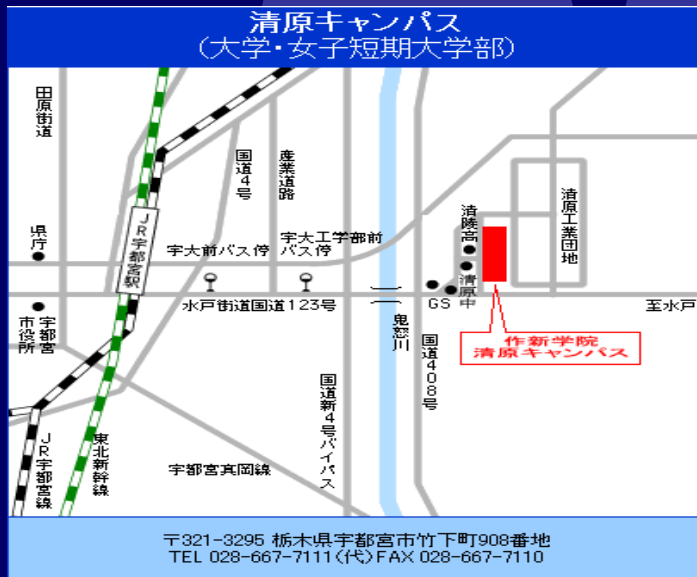 清原キャンパス
(大学・女子短期大学部)
田原街道
国道4号
産業道路
清陵高
清原工業団地
県庁
JR宇都宮駅
宇大前バス停
宇大工学部前
バス停
清原中
GS
水戸街道国道123号
至水戸
宇都宮
市役所
鬼怒川
国道408号
作新学院
清原キャンパス
国道新4号バイパス
JR宇都宮線
東北新幹線
宇都宮真岡線
〒321-3295 栃木県宇都宮市竹下町908番地
TEL 028-667-7111(代)FAX 028-667-7110